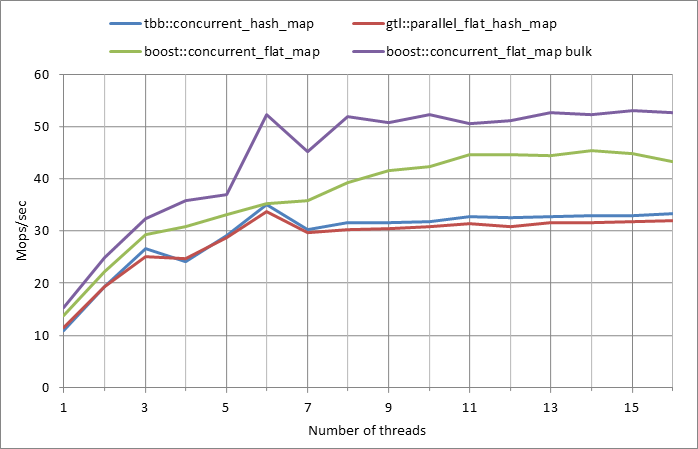 tbb::concurrent_hash_map gtl::parallel_flat_hash_map
boost::concurrent_flat_map boost::concurrent_flat_map bulk
60
50
40
30
20
10
0
Mops/sec
1 3 5 7 9 11 13 15
Number of threads